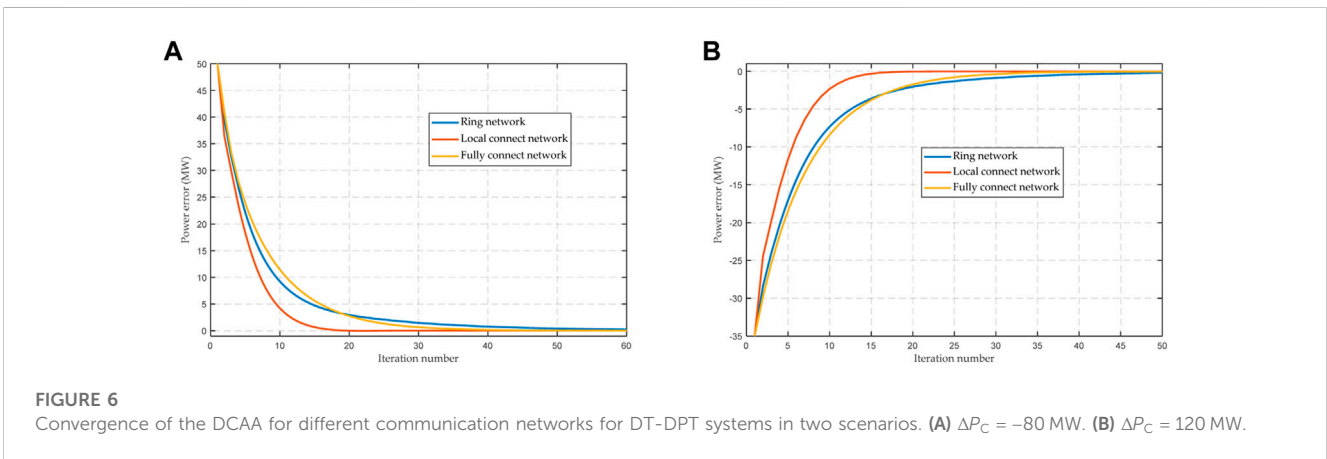 A
50
45
40
35
30
25
20
15
10
5
0
Power error (MW)
Ring network
Local connect network
Fully connect network
0 10 20 30 40 50 60
Iteration number
B
0
-5
-10
-15
-20
-25
-30
-35
Power error (MW)
Ring network
Local connect network
Fully connect network
0 5 10 15 20 25 30 35 40 45 50
Iteration number
FIGURE 6
Convergence of the DCAA for different communication networks for DT-DPT systems in two scenarios. (A) ΔPC = –80 MW. (B) ΔPC = 120 MW.